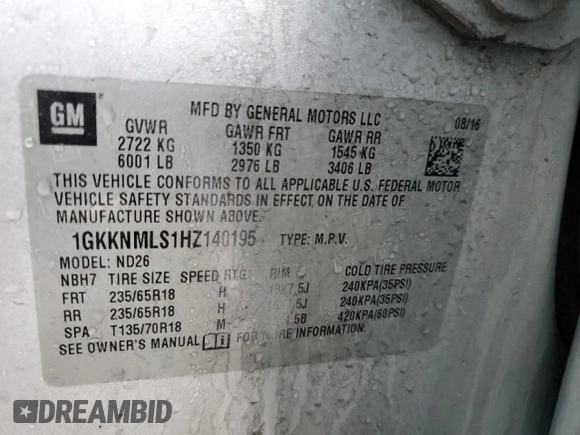 GM
MFD BY GENERAL MOTORS LLC
08/16
GVWR GAWR FRT GAWR RR
2722 KG 1350 KG 1545 KG
6001 LB 2976 LB 3406 LB
THIS VEHICLE CONFORMS TO ALL APPLICABLE U.S. FEDERAL MOTOR
VEHICLE SAFETY STANDARDS IN EFFECT ON THE DATE OF
MANUFACTURE SHOWN ABOVE.
1GKKNMLS1HZ140195 TYPE: M.P.V.
MODEL: ND26
NBH7 TIRE SIZE SPEED RTG RIM COLD TIRE PRESSURE
FRT 235/65R18 H 18X7.5J 240KPA(35PSI)
RR 235/65R18 H 240KPA(35PSI)
SPA T135/70R18 M 420KPA(60PSI)
SEE OWNER'S MANUAL FOR MORE INFORMATION.
DREAMBID